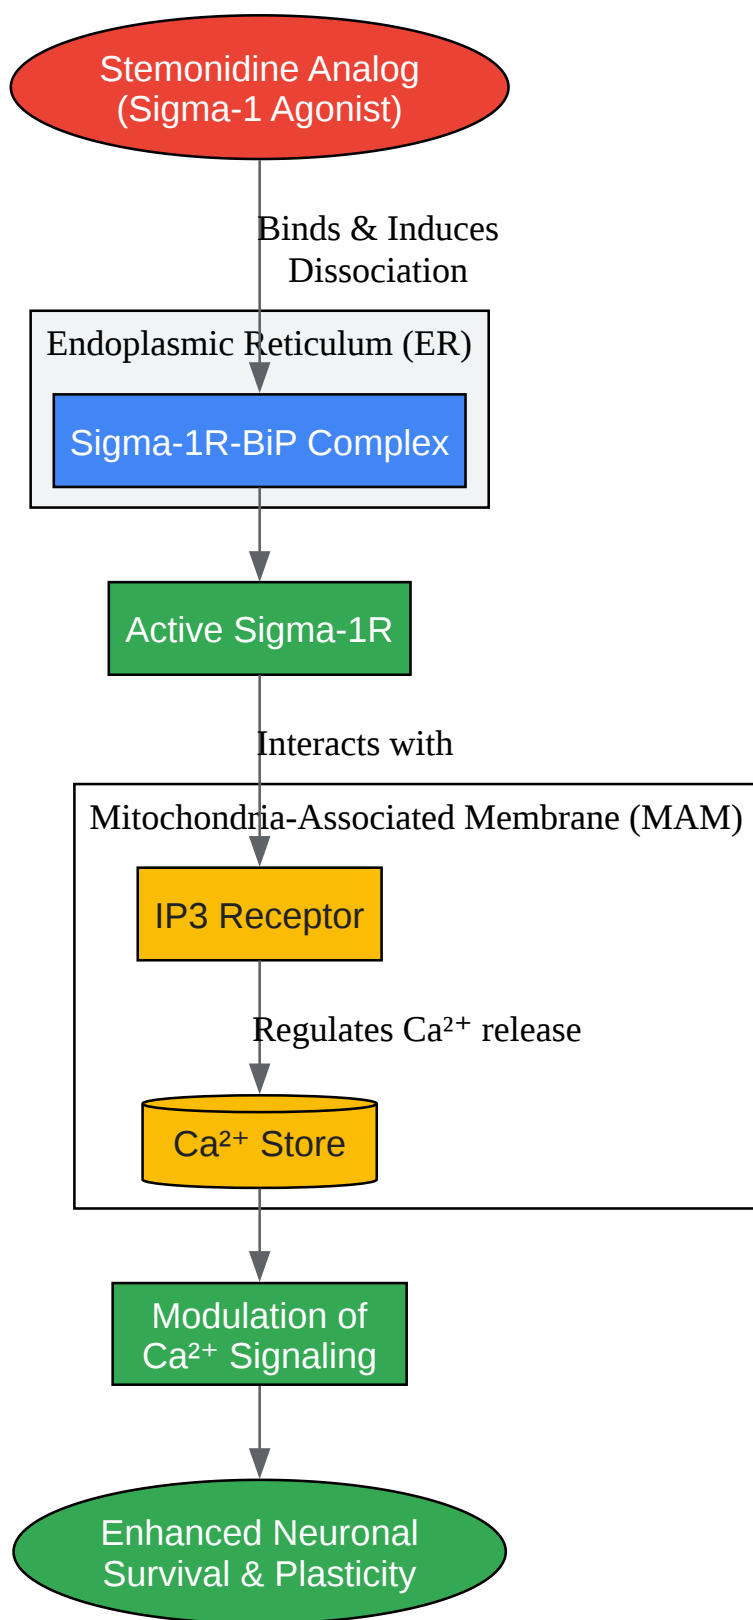 Stemonidine Analog
(Sigma-1 Agonist)
Binds & Induces
Dissociation
Endoplasmic Reticulum (ER)
Sigma-1R-BiP Complex
Active Sigma-1R
Interacts with
Mitochondria-Associated Membrane (MAM)
IP3 Receptor
Regulates Ca²⁺ release
Ca²⁺ Store
Modulation of
Ca²⁺ Signaling
Enhanced Neuronal
Survival & Plasticity